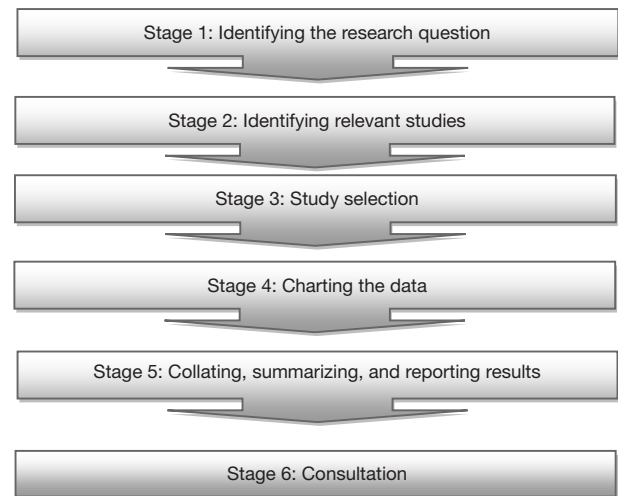 Stage 1: Identifying the research question
Stage 2: Identifying relevant studies
Stage 3: Study selection
Stage 4: Charting the data
Stage 5: Collating, summarizing, and reporting results
Stage 6: Consultation